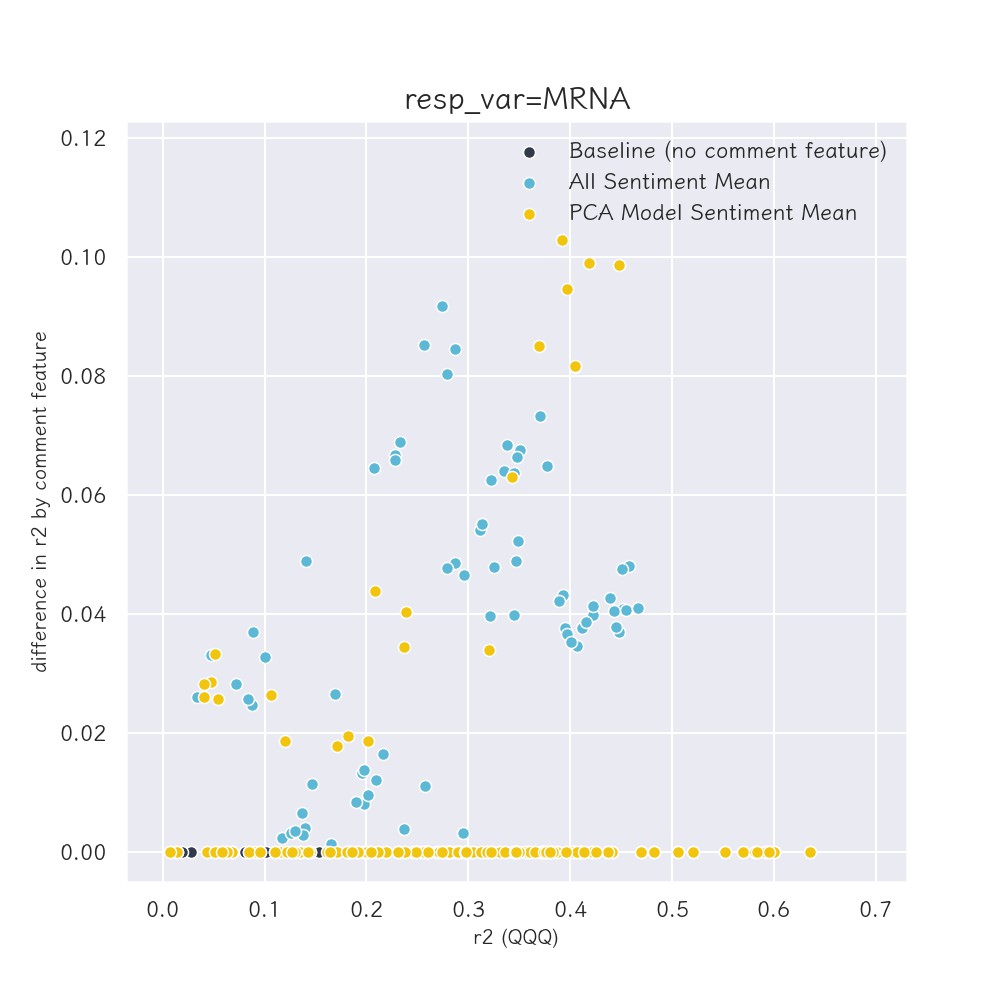 resp_var=MRNA
Baseline (no comment feature)
All Sentiment Mean
PCA Model Sentiment Mean
difference in r2 by comment feature
0.12
0.10
0.08
0.06
0.04
0.02
0.00
0.0 0.1 0.2 0.3 0.4 0.5 0.6 0.7
r2 (QQQ)